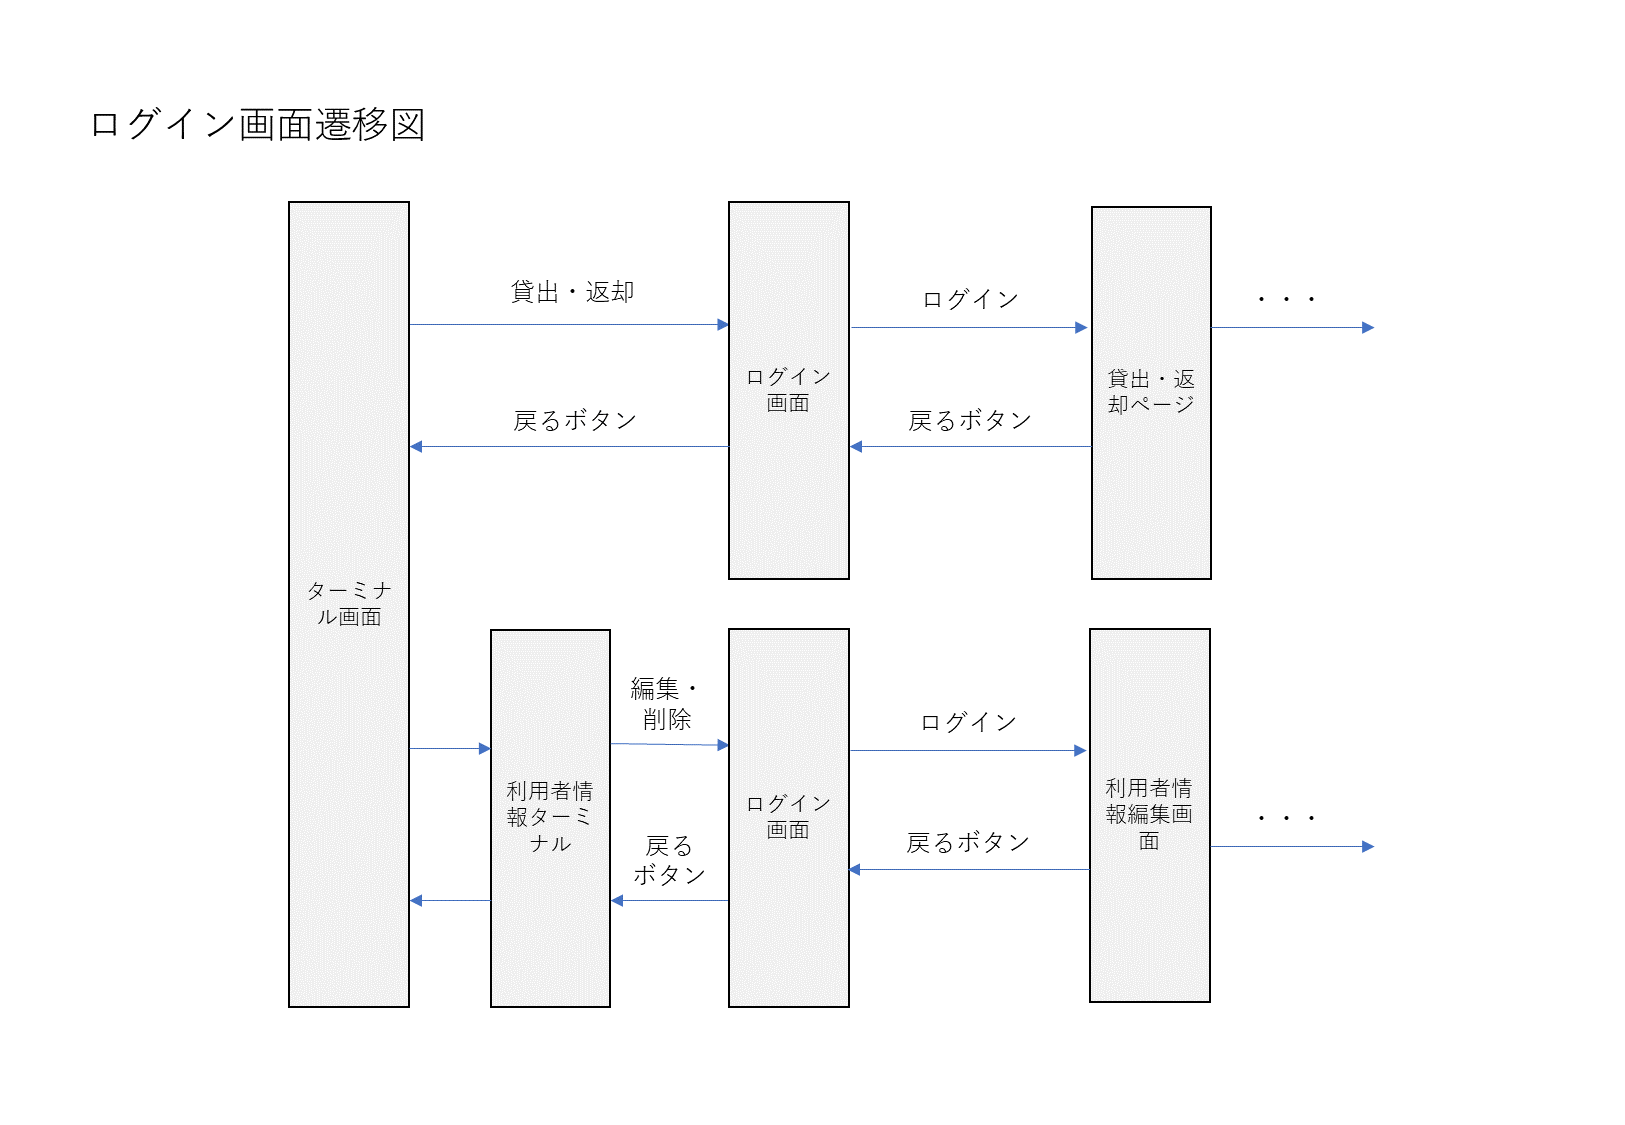 ログイン画面遷移図
貸出・返却
ログイン
・・・
ログイン
画面
貸出・返
却ページ
戻るボタン
戻るボタン
ターミナ
ル画面
編集・
削除
ログイン
利用者情
報ターミ
ナル
ログイン
画面
利用者情
報編集画
面
・・・
戻る
ボタン
戻るボタン